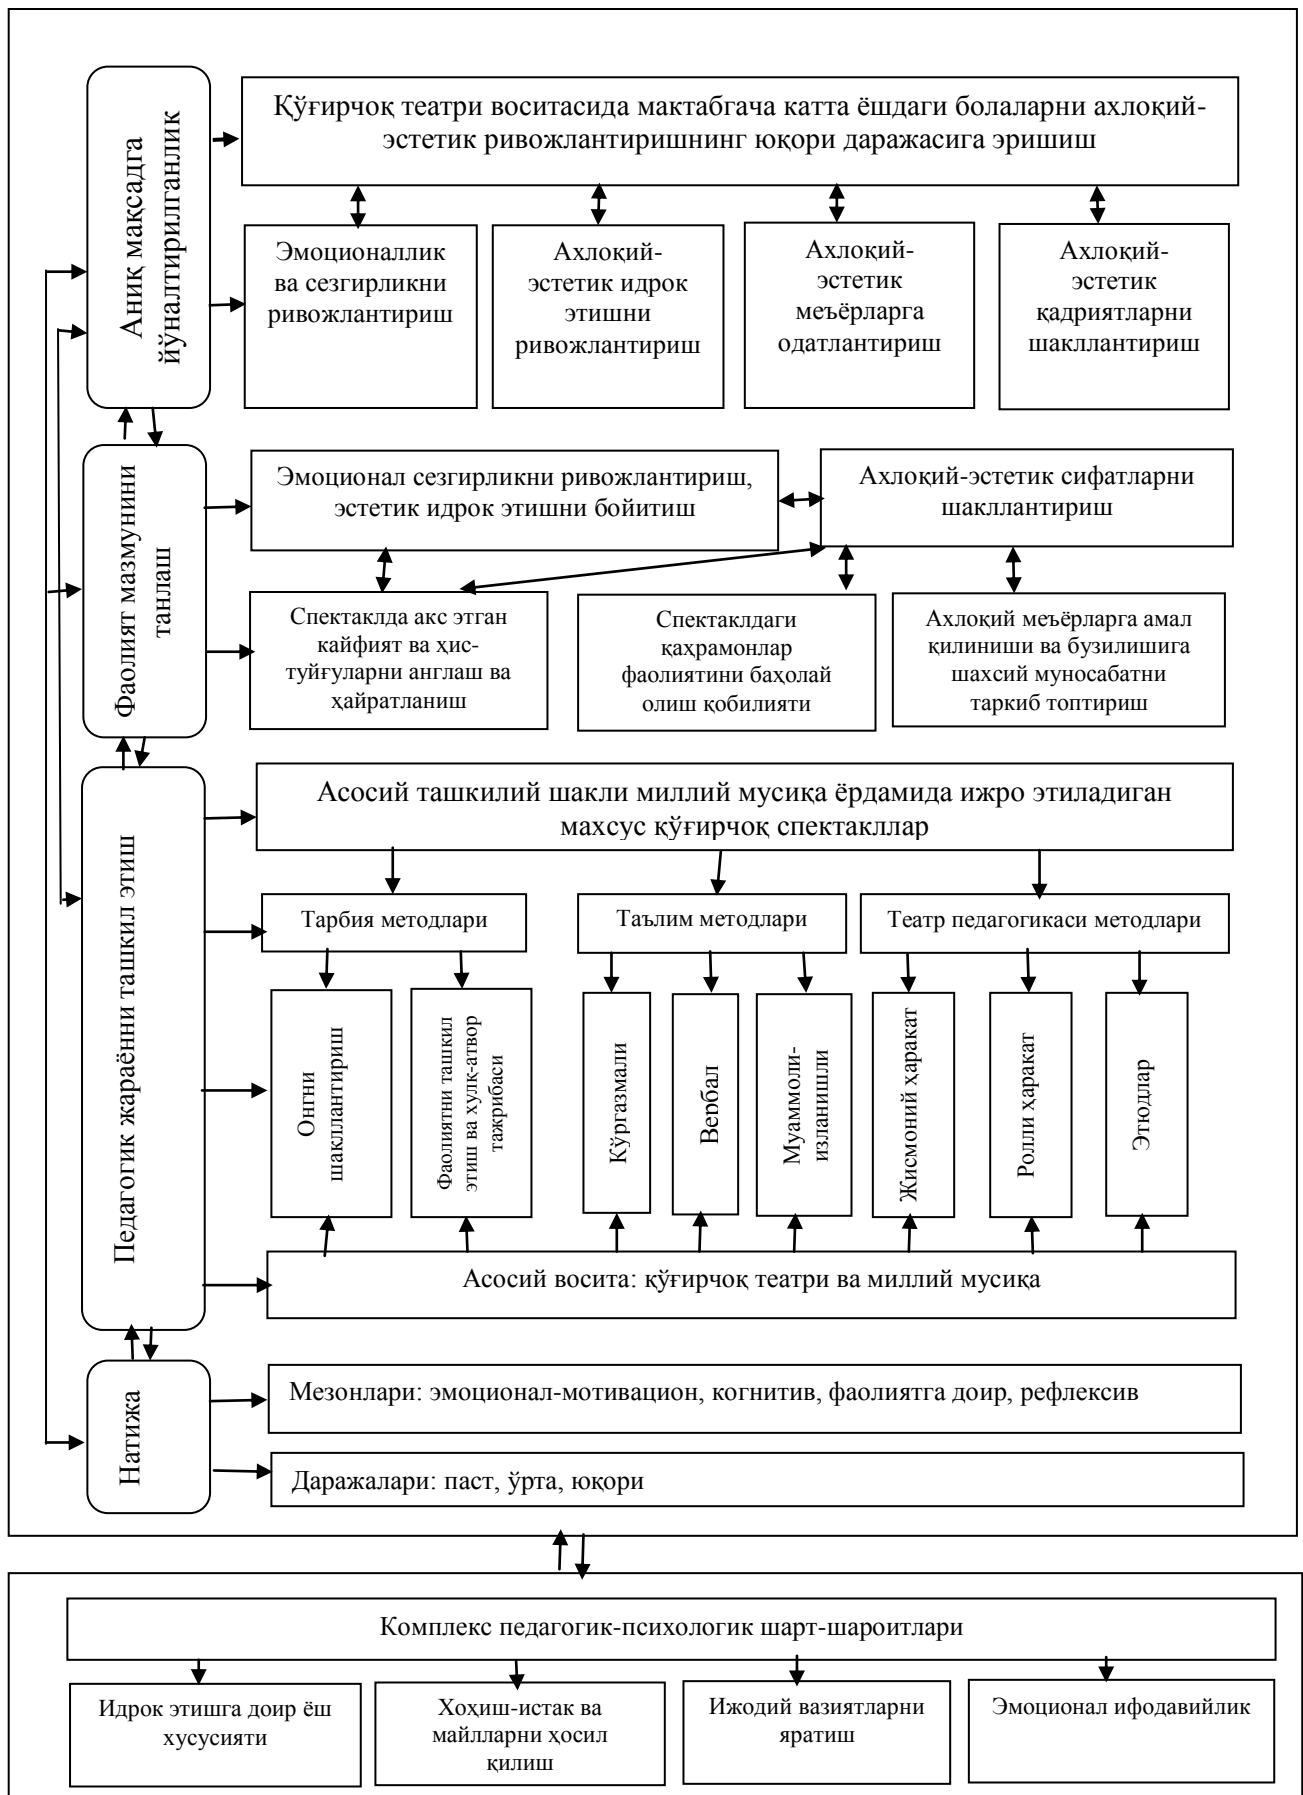 Аниқ мақсадга
йўналтирилганлик
Қўғирчоқ театри воситасида мактабгача катта ёшдаги болаларни ахлоқий-
эстетик ривожлантиришнинг юқори даражасига эришиш
Эмоционаллик
ва сезгирликни
ривожлантириш
Ахлоқий-
эстетик идрок
этишни
ривожлантириш
Ахлоқий-
эстетик
меъёрларга
одатлантириш
Ахлоқий-
эстетик
қадриятларни
шакллантириш
Фаолият мазмунини
танлаш
Эмоционал сезгирликни ривожлантириш,
эстетик идрок этишни бойитиш
Ахлоқий-эстетик сифатларни
шакллантириш
Спектаклда акс этган
кайфият ва ҳис-
туйғуларни англаш ва
ҳайратланиш
Спектаклдаги
қаҳрамонлар
фаолиятини баҳолай
олиш қобилияти
Ахлоқий меъёрларга амал
қилиниши ва бузилишига
шахсий муносабатни
таркиб топтириш
Педагогик жараённи ташкил этиш
Асосий ташкилий шакли миллий мусиқа ёрдамида ижро этиладиган
махсус қўғирчоқ спектакллар
Тарбия методлари
Таълим методлари
Театр педагогикаси методлари
Онгни
шакллантириш
Фаолиятни ташкил
этиш ва хулқ-атвор
тажрибаси
Кўргазмали
Вербал
Муаммоли-
изланишли
Жисмоний ҳаракат
Ролли ҳаракат
Этюдлар
Асосий восита: қўғирчоқ театри ва миллий мусиқа
Натижа
Мезонлари: эмоционал-мотивацион, когнитив, фаолиятга доир, рефлексив
Даражалари: паст, ўрта, юқори
Комплекс педагогик-психологик шарт-шароитлари
Идрок этишга доир ёш
хусусияти
Хоҳиш-истак ва
майлларни ҳосил
қилиш
Ижодий вазиятларни
яратиш
Эмоционал ифодавийлик